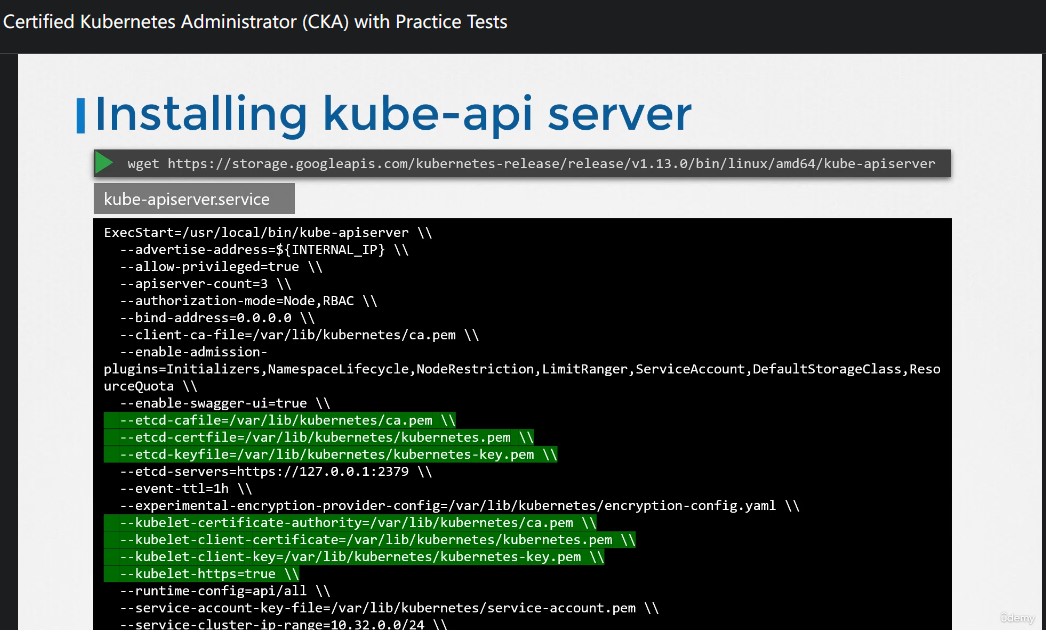 Certified Kubernetes Administrator (CKA) with Practice Tests
Installing kube-api server
wget https://storage.googleapis.com/kubernetes-release/release/v1.13.0/bin/linux/amd64/kube-apiserver
kube-apiserver.service
ExecStart=/usr/local/bin/kube-apiserver \\
--advertise-address=${INTERNAL_IP} \\
--allow-privileged=true \\
--apiserver-count=3 \\
--authorization-mode=Node,RBAC \\
--bind-address=0.0.0.0 \\
--client-ca-file=/var/lib/kubernetes/ca.pem \\
--enable-admission-
plugins=Initializers,NamespaceLifecycle,NodeRestriction,LimitRanger,ServiceAccount,DefaultStorageClass,Reso
urceQuota \\
--enable-swagger-ui=true \\
--etcd-cafile=/var/lib/kubernetes/ca.pem \\
--etcd-certfile=/var/lib/kubernetes/kubernetes.pem \\
--etcd-keyfile=/var/lib/kubernetes/kubernetes-key.pem \\
--etcd-servers=https://127.0.0.1:2379 \\
--event-ttl=1h \\
--experimental-encryption-provider-config=/var/lib/kubernetes/encryption-config.yaml \\
--kubelet-certificate-authority=/var/lib/kubernetes/ca.pem \\
--kubelet-client-certificate=/var/lib/kubernetes/kubernetes.pem \\
--kubelet-client-key=/var/lib/kubernetes/kubernetes-key.pem \\
--kubelet-https=true \\
--runtime-config=api/all \\
--service-account-key-file=/var/lib/kubernetes/service-account.pem \\
--service-cluster-ip-range=10.32.0.0/24 \\
Udemy